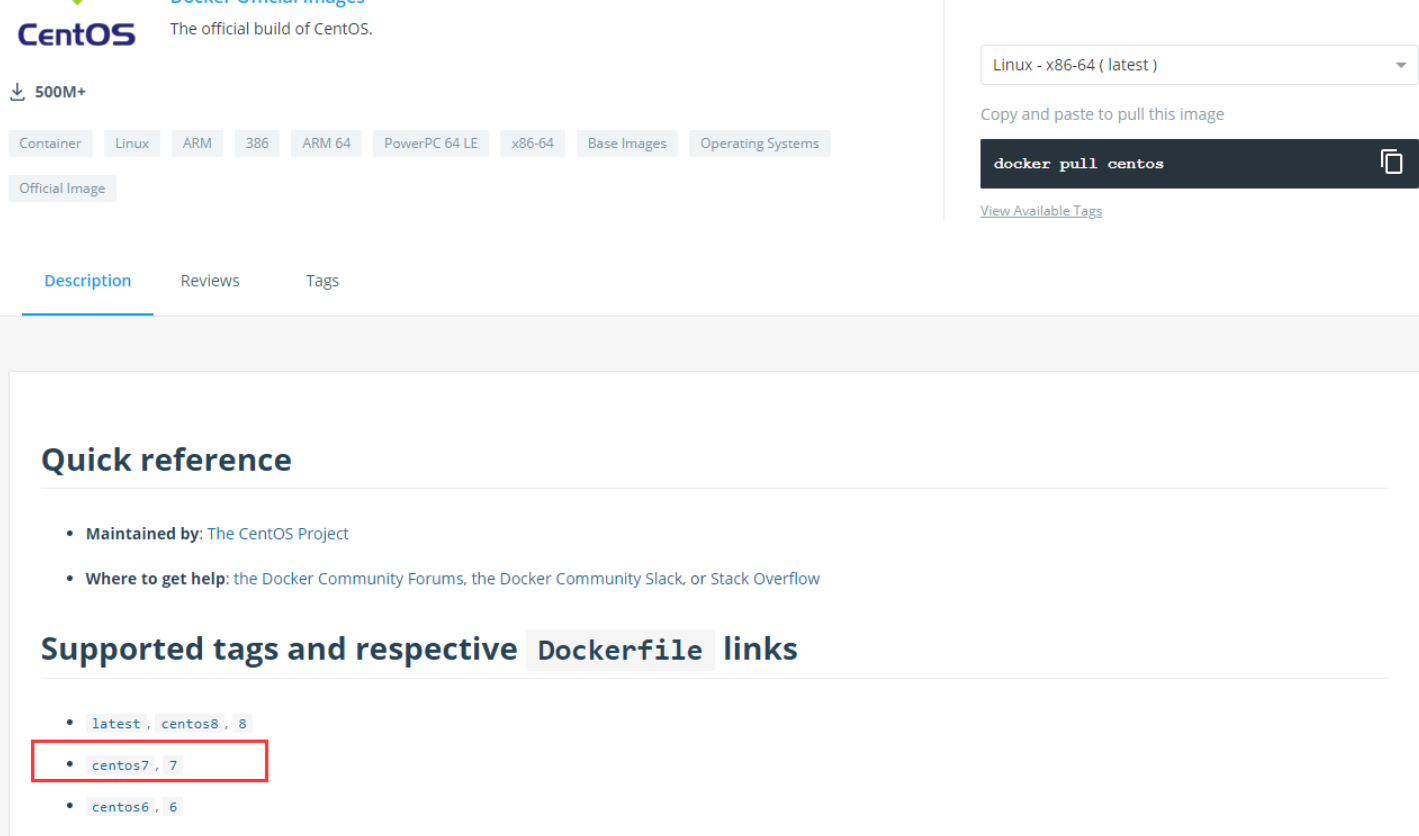 Docker Official Images
CentOS
The official build of CentOS.
500M+
Container Linux ARM 386 ARM 64 PowerPC 64 LE x86-64 Base Images Operating Systems
Official Image
Linux - x86-64 ( latest )
Copy and paste to pull this image
docker pull centos
View Available Tags
Description Reviews Tags
Quick reference
• Maintained by: The CentOS Project
• Where to get help: the Docker Community Forums, the Docker Community Slack, or Stack Overflow
Supported tags and respective Dockerfile links
• latest, centos8, 8
• centos7, 7
• centos6, 6